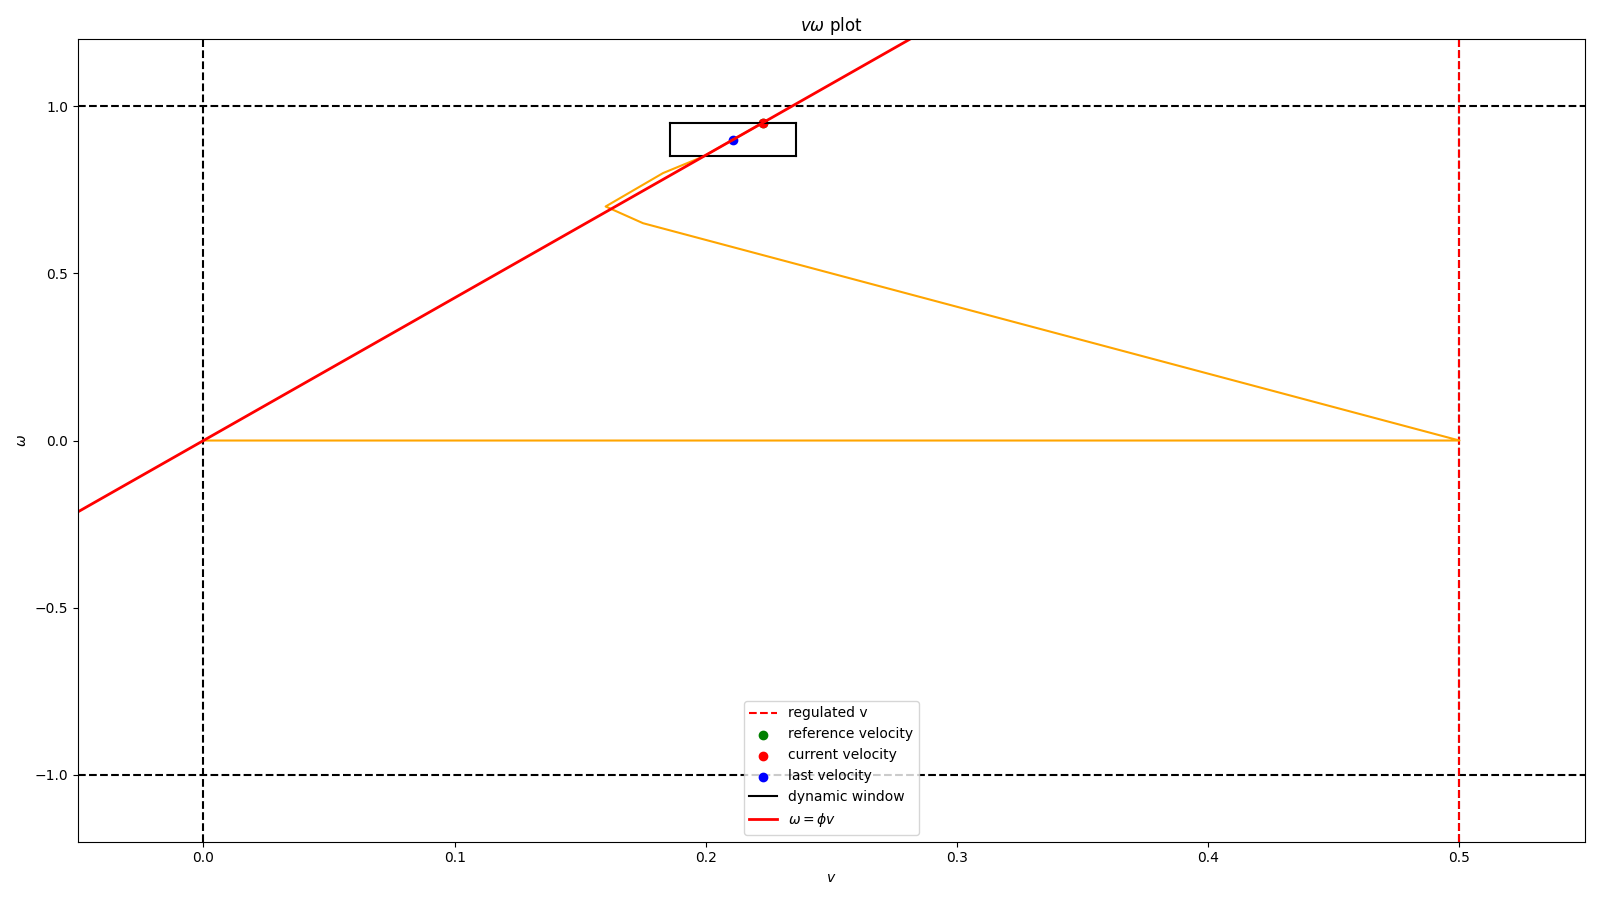 vω plot
1.0
0.5
0.0
−0.5
−1.0
ω
0.0 0.1 0.2 0.3 0.4 0.5
v
regulated v
reference velocity
current velocity
last velocity
dynamic window
ω = ϕv